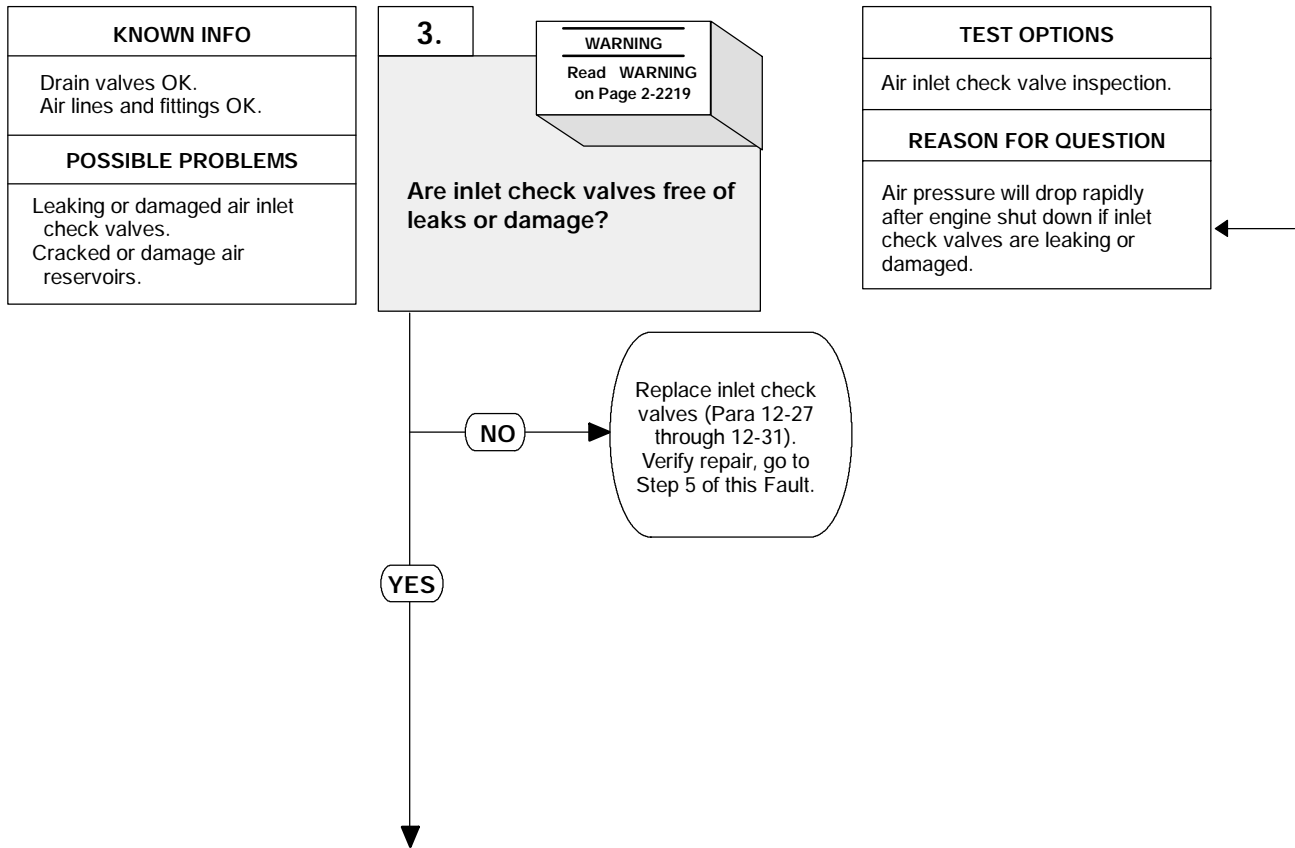 KNOWN INFO
Drain valves OK.
Air lines and fittings OK.
POSSIBLE PROBLEMS
Leaking or damaged air inlet
check valves.
Cracked or damage air
reservoirs.
3.
WARNING
Read WARNING
on Page 2-2219
Are inlet check valves free of
leaks or damage?
TEST OPTIONS
Air inlet check valve inspection.
REASON FOR QUESTION
Air pressure will drop rapidly
after engine shut down if inlet
check valves are leaking or
damaged.
NO
Replace inlet check
valves (Para 12-27
through 12-31).
Verify repair, go to
Step 5 of this Fault.
YES